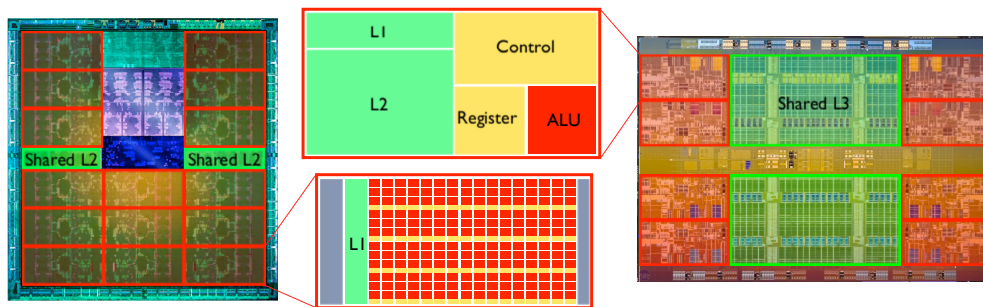 Shared L2
Shared L2
L1
L2
Control
Register
ALU
L1
Shared L3